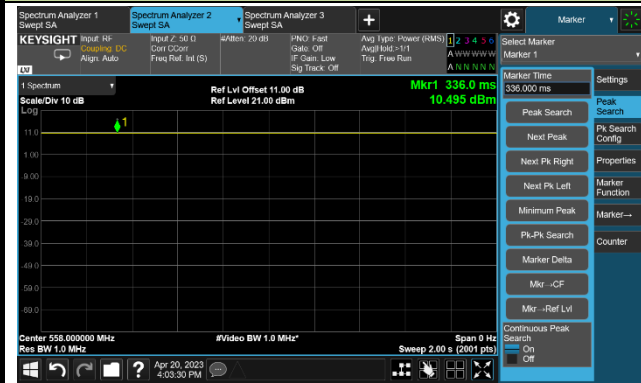 Spectrum Analyzer 1
Swept SA
Spectrum Analyzer 2
Swept SA
Spectrum Analyzer 3
Swept SA
+
Marker
KEYSIGHT
Input: RF
Coupling: DC
Align: Auto
Input Z: 50 Ω
Corr CCorr
Freq Ref: Int (S)
#Atten: 20 dB
PNO: Fast
Gate: Off
IF Gain: Low
Sig Track: Off
Avg Type: Power (RMS)
Avg|Hold:>1/1
Trig: Free Run
1 2 3 4 5 6
A W W W W W
A N N N N N
LXI
Select Marker
Marker 1
1 Spectrum
Scale/Div 10 dB
Log
Ref Lvl Offset 11.00 dB
Ref Level 21.00 dBm
Mkr1 336.0 ms
10.495 dBm
1
11.0
1.00
-9.00
-19.0
-29.0
-39.0
-49.0
-59.0
-69.0
Center 558.000000 MHz
Res BW 1.0 MHz
#Video BW 1.0 MHz*
Span 0 Hz
Sweep 2.00 s (2001 pts)
Marker Time
336.000 ms
Peak Search
Next Peak
Next Pk Right
Next Pk Left
Minimum Peak
Pk-Pk Search
Marker Delta
Mkr→CF
Mkr→Ref Lvl
Continuous Peak
Search
On
Off
Settings
Peak
Search
Pk Search
Config
Properties
Marker
Function
Marker→
Counter
?
Apr 20, 2023
4:03:30 PM